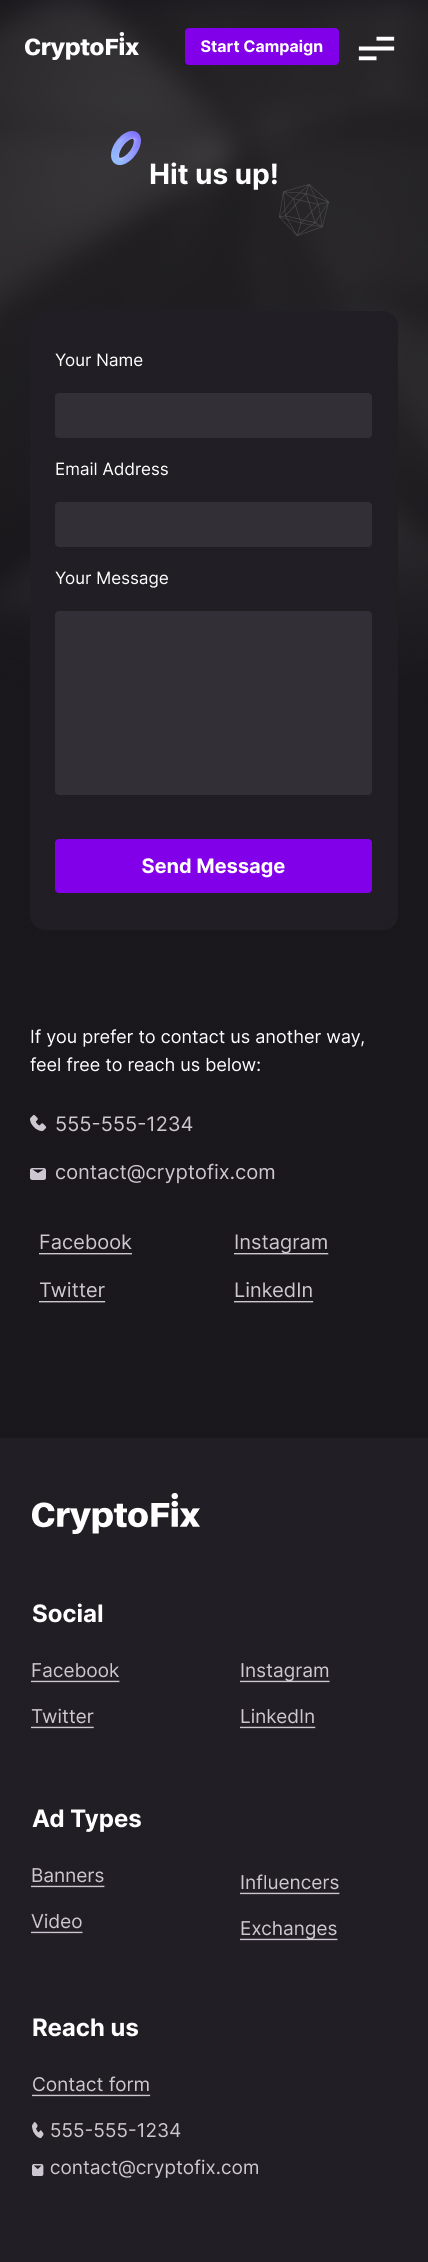 CryptoFix
Start Campaign
Hit us up!
Your Name
Email Address
Your Message
Send Message
If you prefer to contact us another way,
feel free to reach us below:
555-555-1234
contact@cryptofix.com
Facebook Instagram
Twitter LinkedIn
CryptoFix
Social
Facebook Instagram
Twitter LinkedIn
Ad Types
Banners Influencers
Video Exchanges
Reach us
Contact form
555-555-1234
contact@cryptofix.com